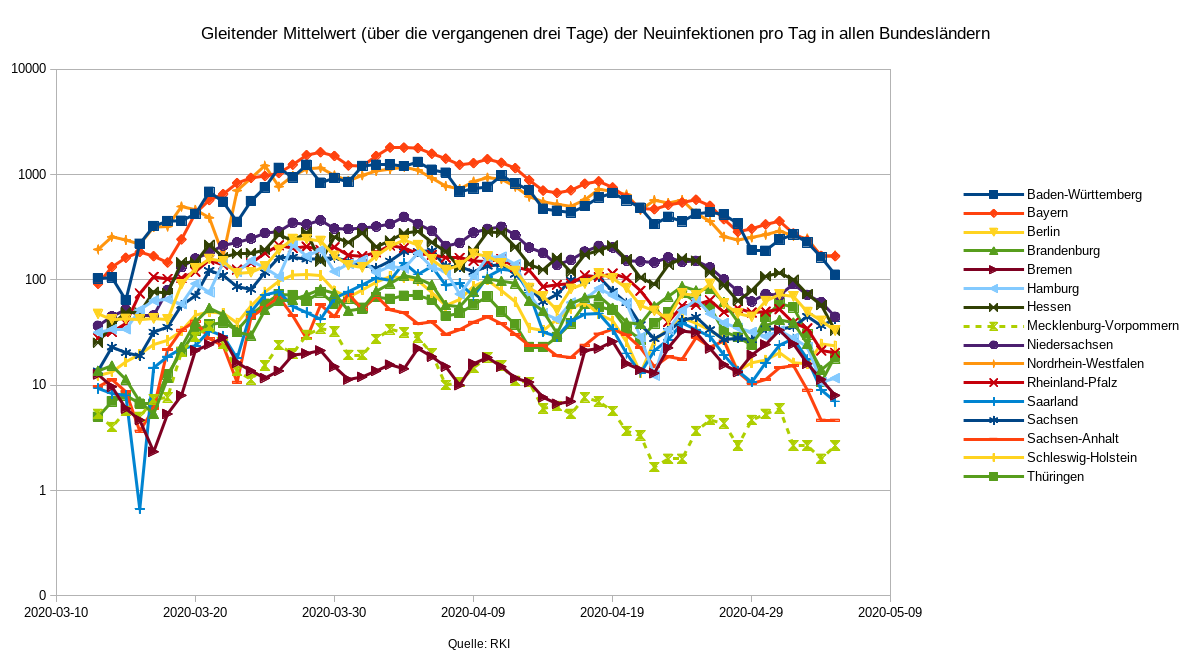 Gleitender Mittelwert (über die vergangenen drei Tage) der Neuinfektionen pro Tag in allen Bundesländern
10000
1000
100
10
1
0
2020-03-10
2020-03-20
2020-03-30
2020-04-09
2020-04-19
2020-04-29
2020-05-09
Quelle: RKI
Baden-Württemberg
Bayern
Berlin
Brandenburg
Bremen
Hamburg
Hessen
Mecklenburg-Vorpommern
Niedersachsen
Nordrhein-Westfalen
Rheinland-Pfalz
Saarland
Sachsen
Sachsen-Anhalt
Schleswig-Holstein
Thüringen